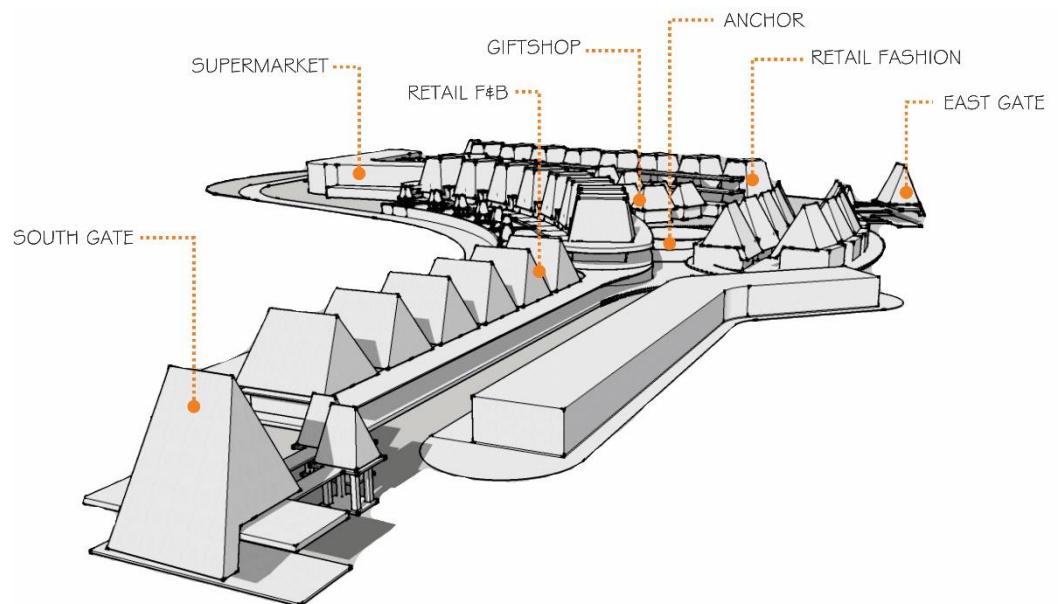 ANCHOR
GIFTSHOP
RETAIL FASHION
SUPERMARKET
RETAIL F&B
EAST GATE
SOUTH GATE